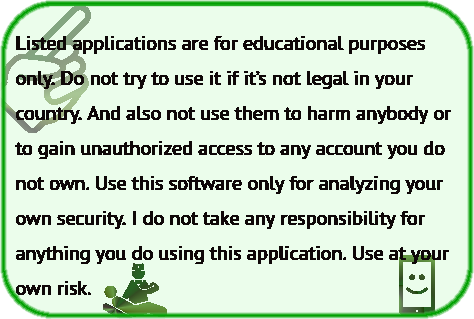 Listed applications are for educational purposes
only. Do not try to use it if it's not legal in your
country. And also not use them to harm anybody or
to gain unauthorized access to any account you do
not own. Use this software only for analyzing your
own security. I do not take any responsibility for
anything you do using this application. Use at your
own risk.